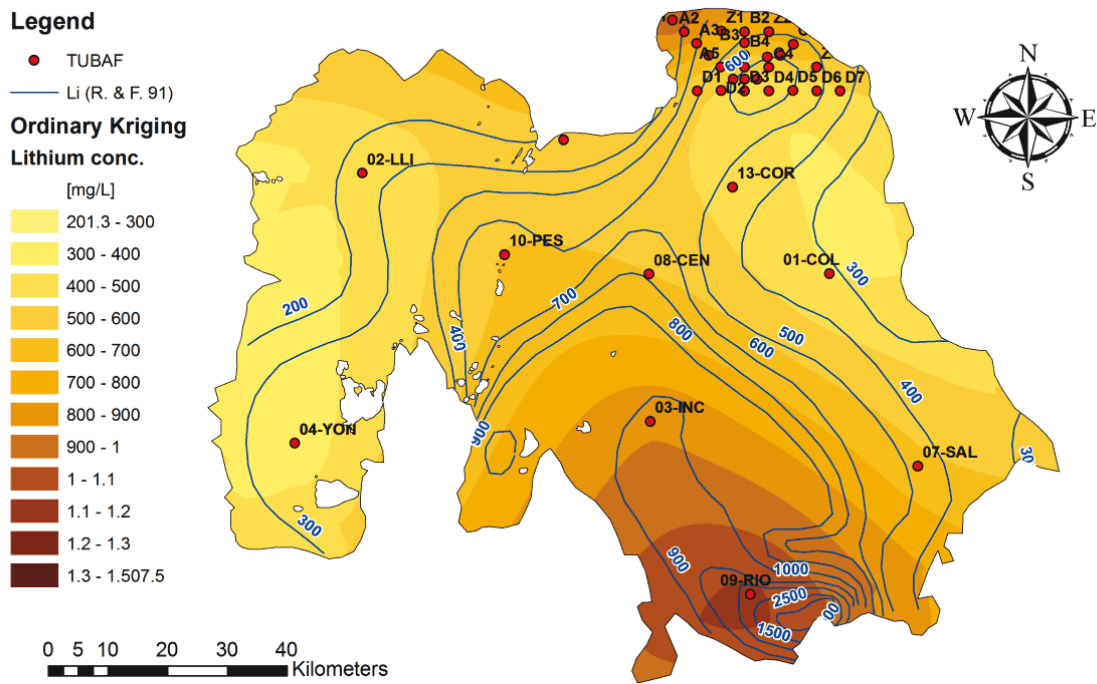 Legend
TUBAF
Li (R. & F. 91)
Ordinary Kriging
Lithium conc.
[mg/L]
201.3 - 300
300 - 400
400 - 500
500 - 600
600 - 700
700 - 800
800 - 900
900 - 1
1 - 1.1
1.1 - 1.2
1.2 - 1.3
1.3 - 1.507.5
0 5 10 20 30 40
Kilometers
N
W E
S
A2 Z1 B2
A3 B3 B4
A5
600
D1 D2 D3 D4 D5 D6 D7
02-LLI
13-COR
10-PES
08-CEN
01-COL
300
200
700
800
400
500
600
400
03-INC
900
04-YON
07-SAL
30
300
900
1000
09-RIO
2500
00
1500